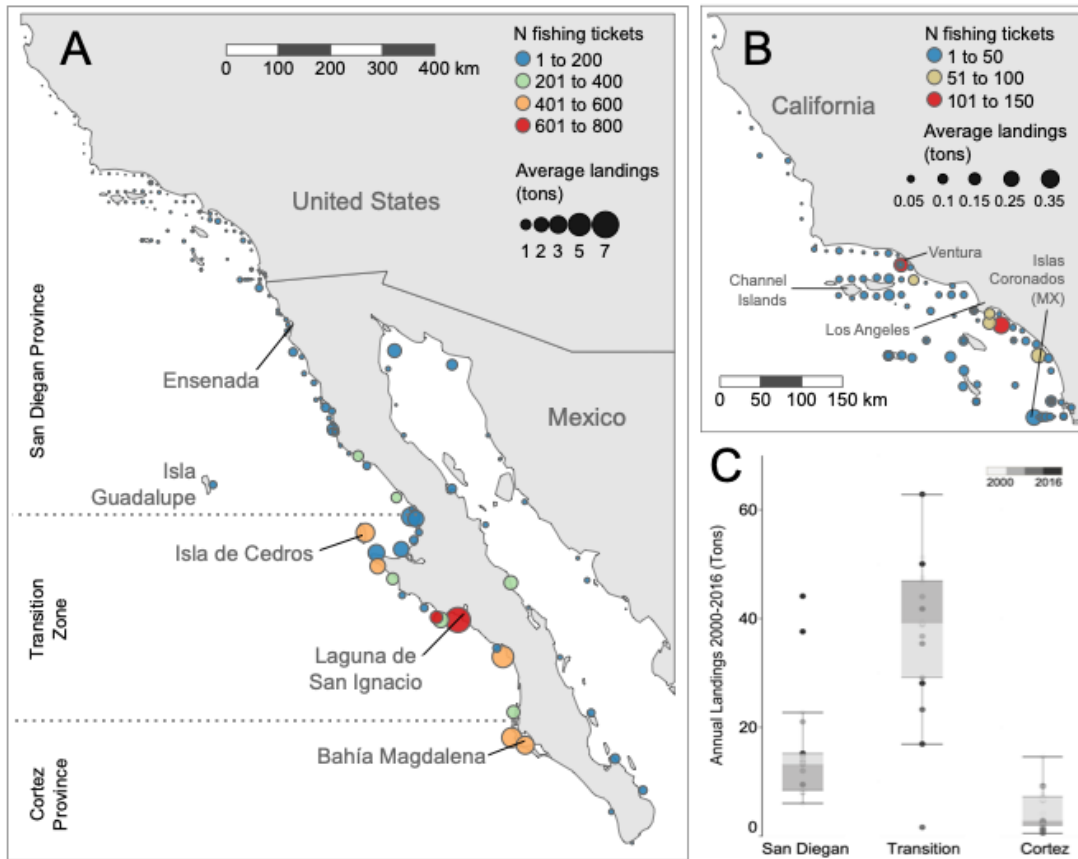 A
0 100 200 300 400 km
N fishing tickets
1 to 200
201 to 400
401 to 600
601 to 800
Average landings
(tons)
1 2 3 5 7
United States
Mexico
Ensenada
Isla
Guadalupe
Isla de Cedros
Laguna de
San Ignacio
Bahía Magdalena
San Diegan Province
Transition
Zone
Cortez
Province
B
California
N fishing tickets
1 to 50
51 to 100
101 to 150
Average landings
(tons)
0.05 0.1 0.15 0.25 0.35
Ventura
Islas
Coronados
(MX)
Channel
Islands
Los Angeles
0 50 100 150 km
C
2000 2016
Annual Landings 2000-2016 (Tons)
60
40
20
0
San Diegan Transition Cortez